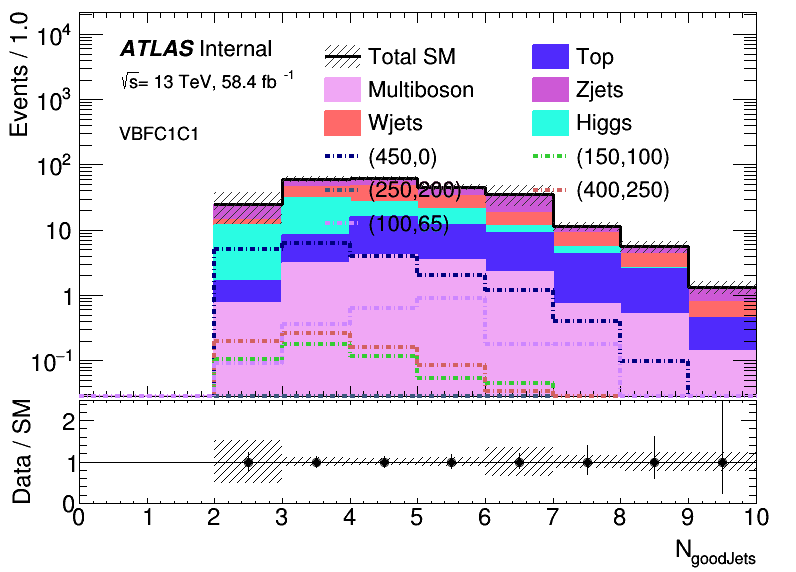 Events / 1.0
10⁴
10³
10²
10
1
10⁻¹
ATLAS Internal
√s= 13 TeV, 58.4 fb ⁻¹
VBFC1C1
Total SM
Top
Multiboson
Zjets
Wjets
Higgs
(450,0)
(150,100)
(250,200)
(400,250)
(100,65)
Data / SM
2
1
0
0 1 2 3 4 5 6 7 8 9 10
N_goodJets